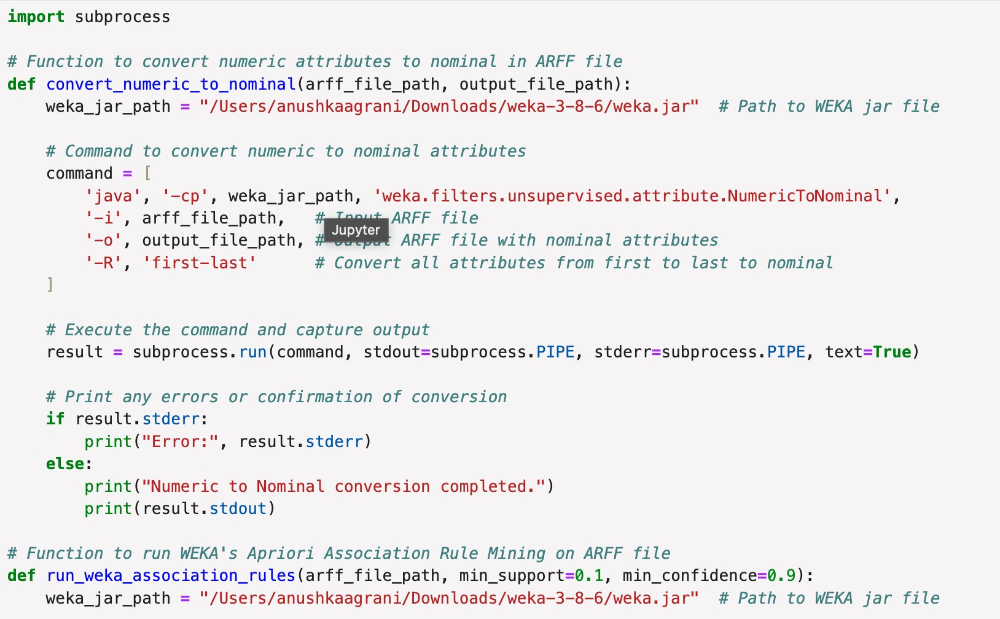 import subprocess
# Function to convert numeric attributes to nominal in ARFF file
def convert_numeric_to_nominal(arff_file_path, output_file_path):
    weka_jar_path = "/Users/anushkaagrani/Downloads/weka-3-8-6/weka.jar"  # Path to WEKA jar file
    # Command to convert numeric to nominal attributes
    command = [
        'java', '-cp', weka_jar_path, 'weka.filters.unsupervised.attribute.NumericToNominal',
        '-i', arff_file_path,   # Input ARFF file
Jupyter
        '-o', output_file_path, # Output ARFF file with nominal attributes
        '-R', 'first-last'      # Convert all attributes from first to last to nominal
    ]
    # Execute the command and capture output
    result = subprocess.run(command, stdout=subprocess.PIPE, stderr=subprocess.PIPE, text=True)
    # Print any errors or confirmation of conversion
    if result.stderr:
        print("Error:", result.stderr)
    else:
        print("Numeric to Nominal conversion completed.")
        print(result.stdout)
# Function to run WEKA's Apriori Association Rule Mining on ARFF file
def run_weka_association_rules(arff_file_path, min_support=0.1, min_confidence=0.9):
    weka_jar_path = "/Users/anushkaagrani/Downloads/weka-3-8-6/weka.jar"  # Path to WEKA jar file